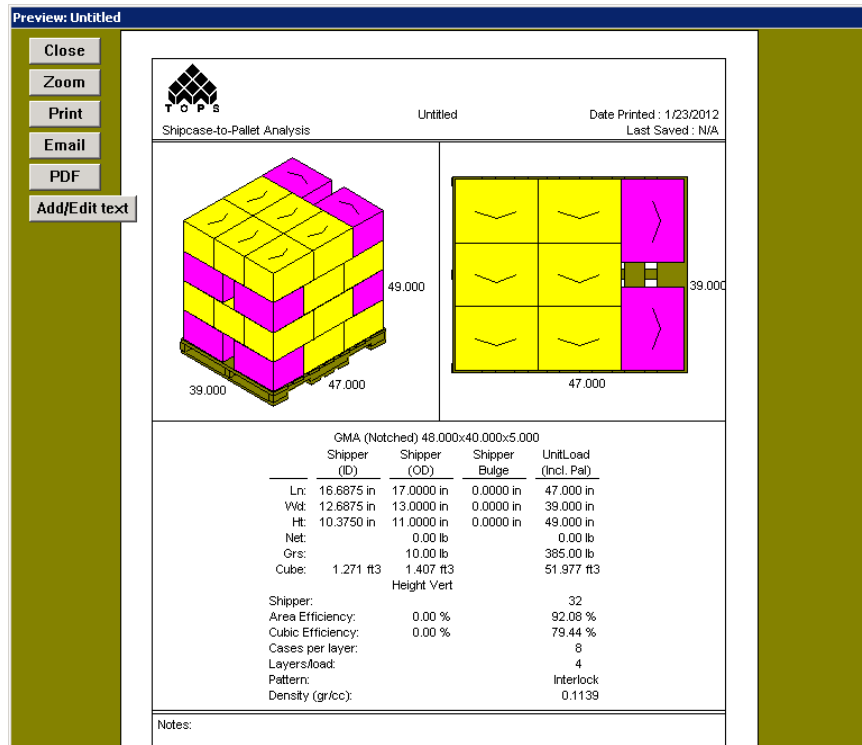 Preview: Untitled
Close
Zoom
Print
Email
PDF
Add/Edit text
TOPS
Untitled
Date Printed : 1/23/2012
Shipcase-to-Pallet Analysis
Last Saved : N/A
49.000
39.000
47.000
39.000
47.000
GMA (Notched) 48.000x40.000x5.000
Shipper Shipper Shipper UnitLoad
(ID) (OD) Bulge (Incl. Pal)
Ln: 16.6875 in 17.0000 in 0.0000 in 47.000 in
Wd: 12.6875 in 13.0000 in 0.0000 in 39.000 in
Ht: 10.3750 in 11.0000 in 0.0000 in 49.000 in
Net: 0.00 lb 0.00 lb
Grs: 10.00 lb 385.00 lb
Cube: 1.271 ft3 1.407 ft3 51.977 ft3
Height Vert
Shipper: 32
Area Efficiency: 0.00 % 92.08 %
Cubic Efficiency: 0.00 % 79.44 %
Cases per layer: 8
Layers/load: 4
Pattern: Interlock
Density (gr/cc): 0.1139
Notes: